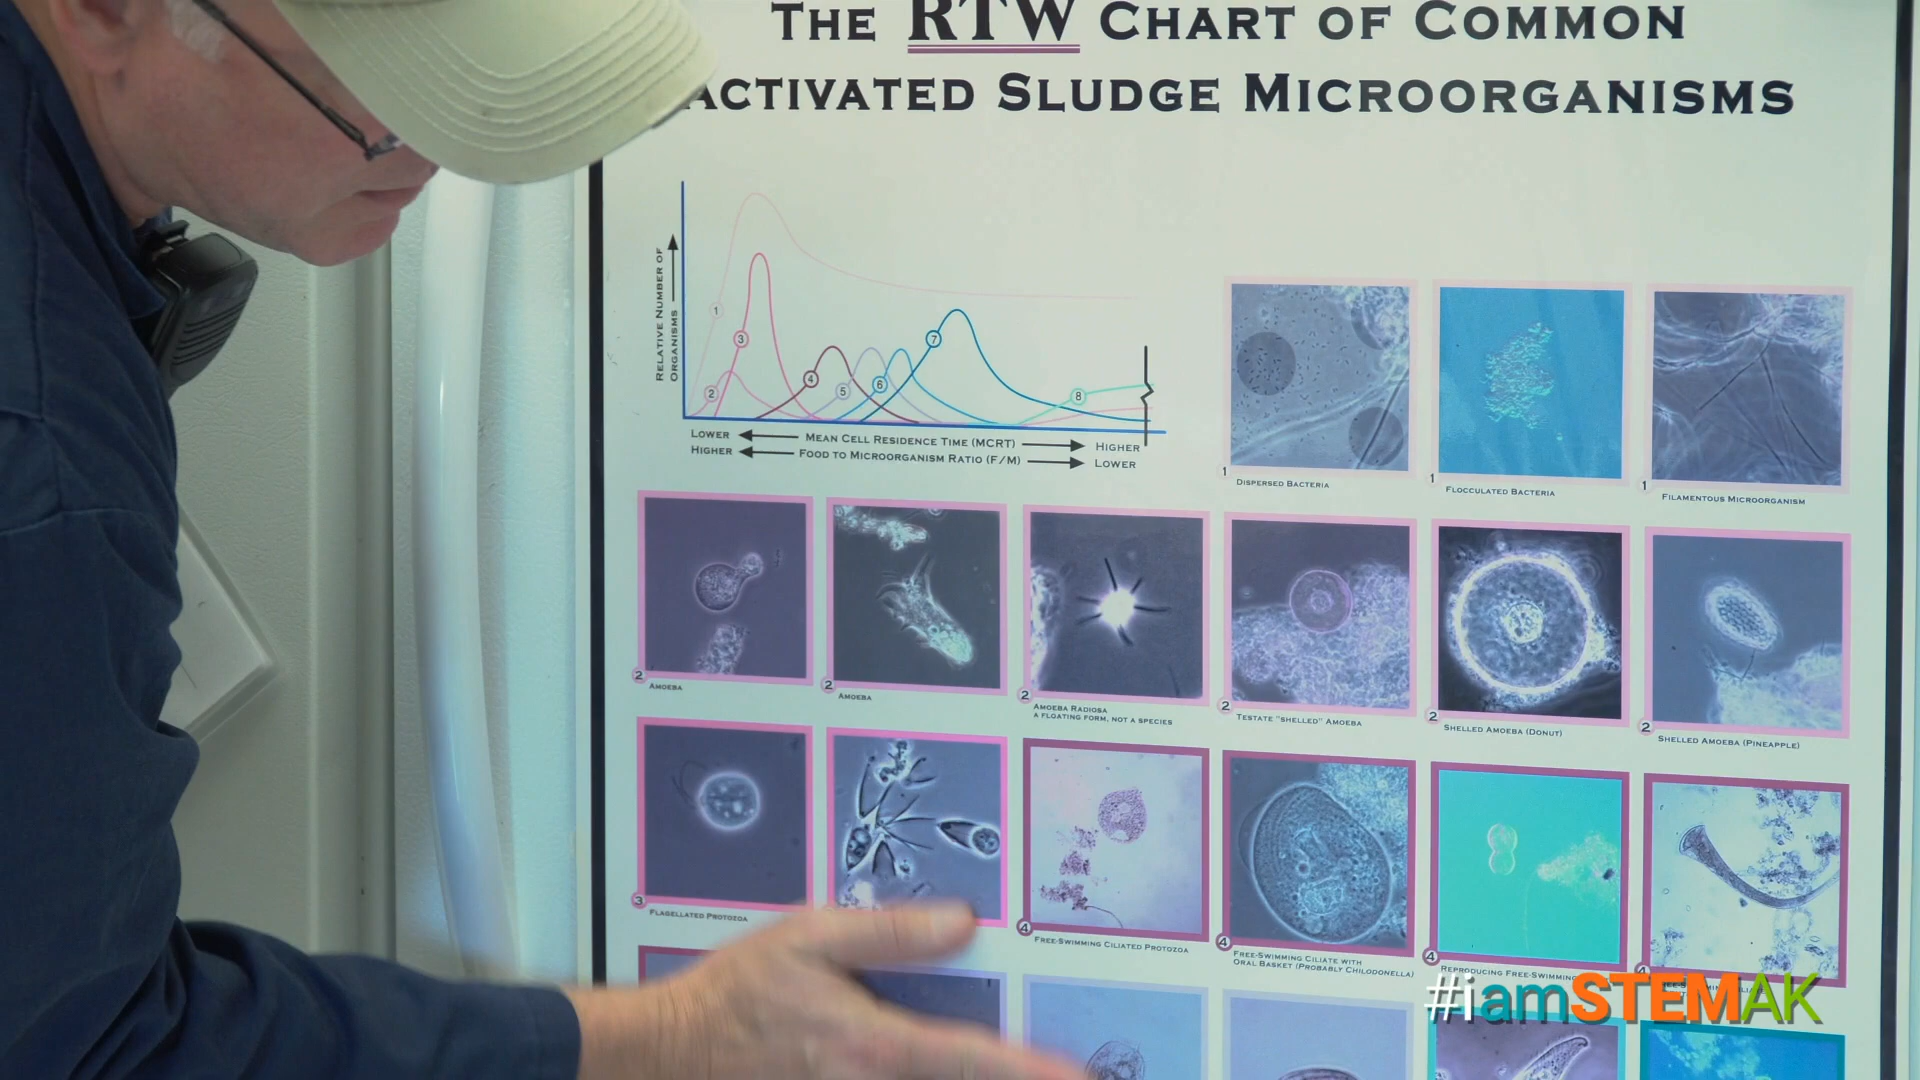 THE RTW CHART OF COMMON
ACTIVATED SLUDGE MICROORGANISMS
RELATIVE NUMBER OF
ORGANISMS
1
2
3
4
5
6
7
8
LOWER MEAN CELL RESIDENCE TIME (MCRT) HIGHER
HIGHER FOOD TO MICROORGANISM RATIO (F/M) LOWER
1 DISPERSED BACTERIA
1 FLOCCULATED BACTERIA
1 FILAMENTOUS MICROORGANISM
2 AMOEBA
2 AMOEBA
2 AMOEBA RADIOSA
A FLOATING FORM, NOT A SPECIES
2 TESTATE "SHELLED" AMOEBA
2 SHELLED AMOEBA (DONUT)
2 SHELLED AMOEBA (PINEAPPLE)
3 FLAGELLATED PROTOZOA
4 FREE-SWIMMING CILIATED PROTOZOA
4 FREE-SWIMMING CILIATE WITH
ORAL BASKET (PROBABLY CHILODONELLA)
4 REPRODUCING FREE-SWIMMING
4
#iamSTEMAK